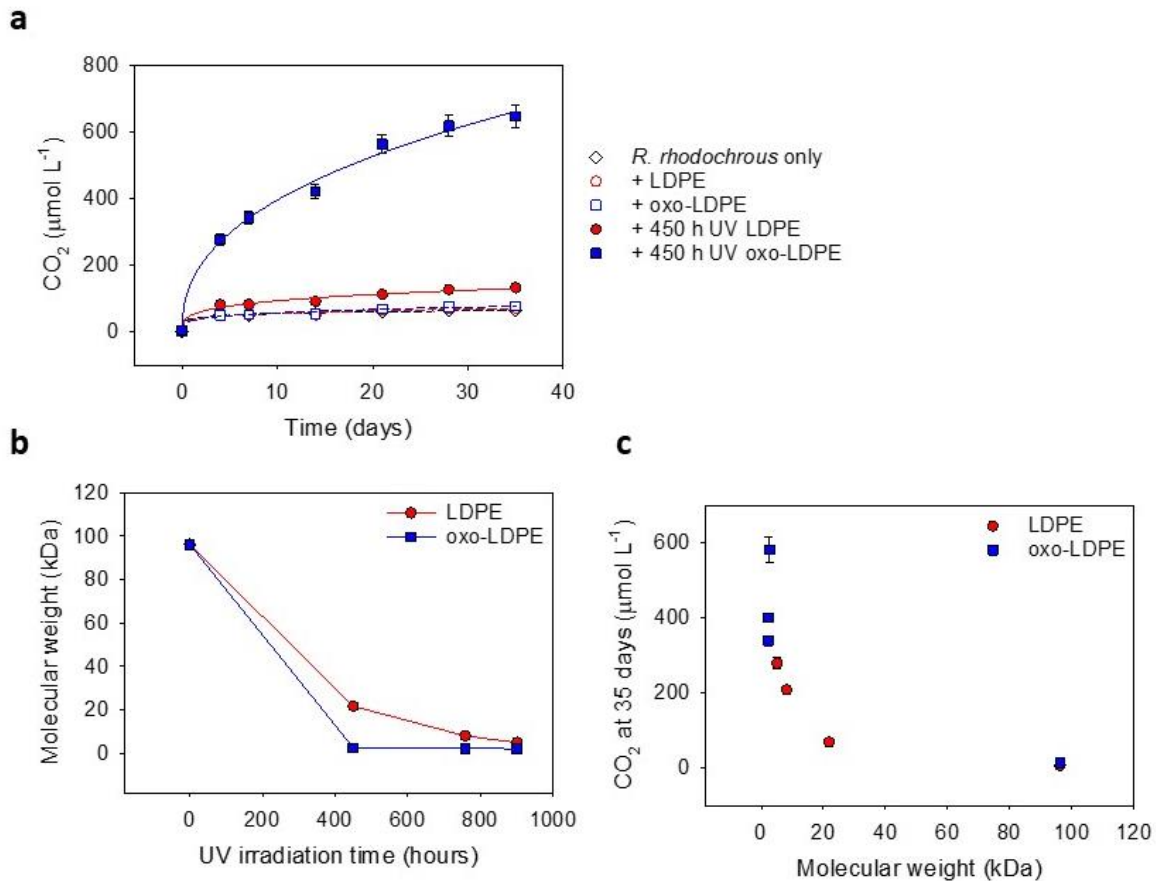 a
800
600
400
200
0
CO₂ (µmol L⁻¹)
0 10 20 30 40
Time (days)
R. rhodochrous only
+ LDPE
+ oxo-LDPE
+ 450 h UV LDPE
+ 450 h UV oxo-LDPE
b
120
100
80
60
40
20
0
Molecular weight (kDa)
LDPE
oxo-LDPE
0 200 400 600 800 1000
UV irradiation time (hours)
c
600
400
200
0
CO₂ at 35 days (µmol L⁻¹)
LDPE
oxo-LDPE
0 20 40 60 80 100 120
Molecular weight (kDa)